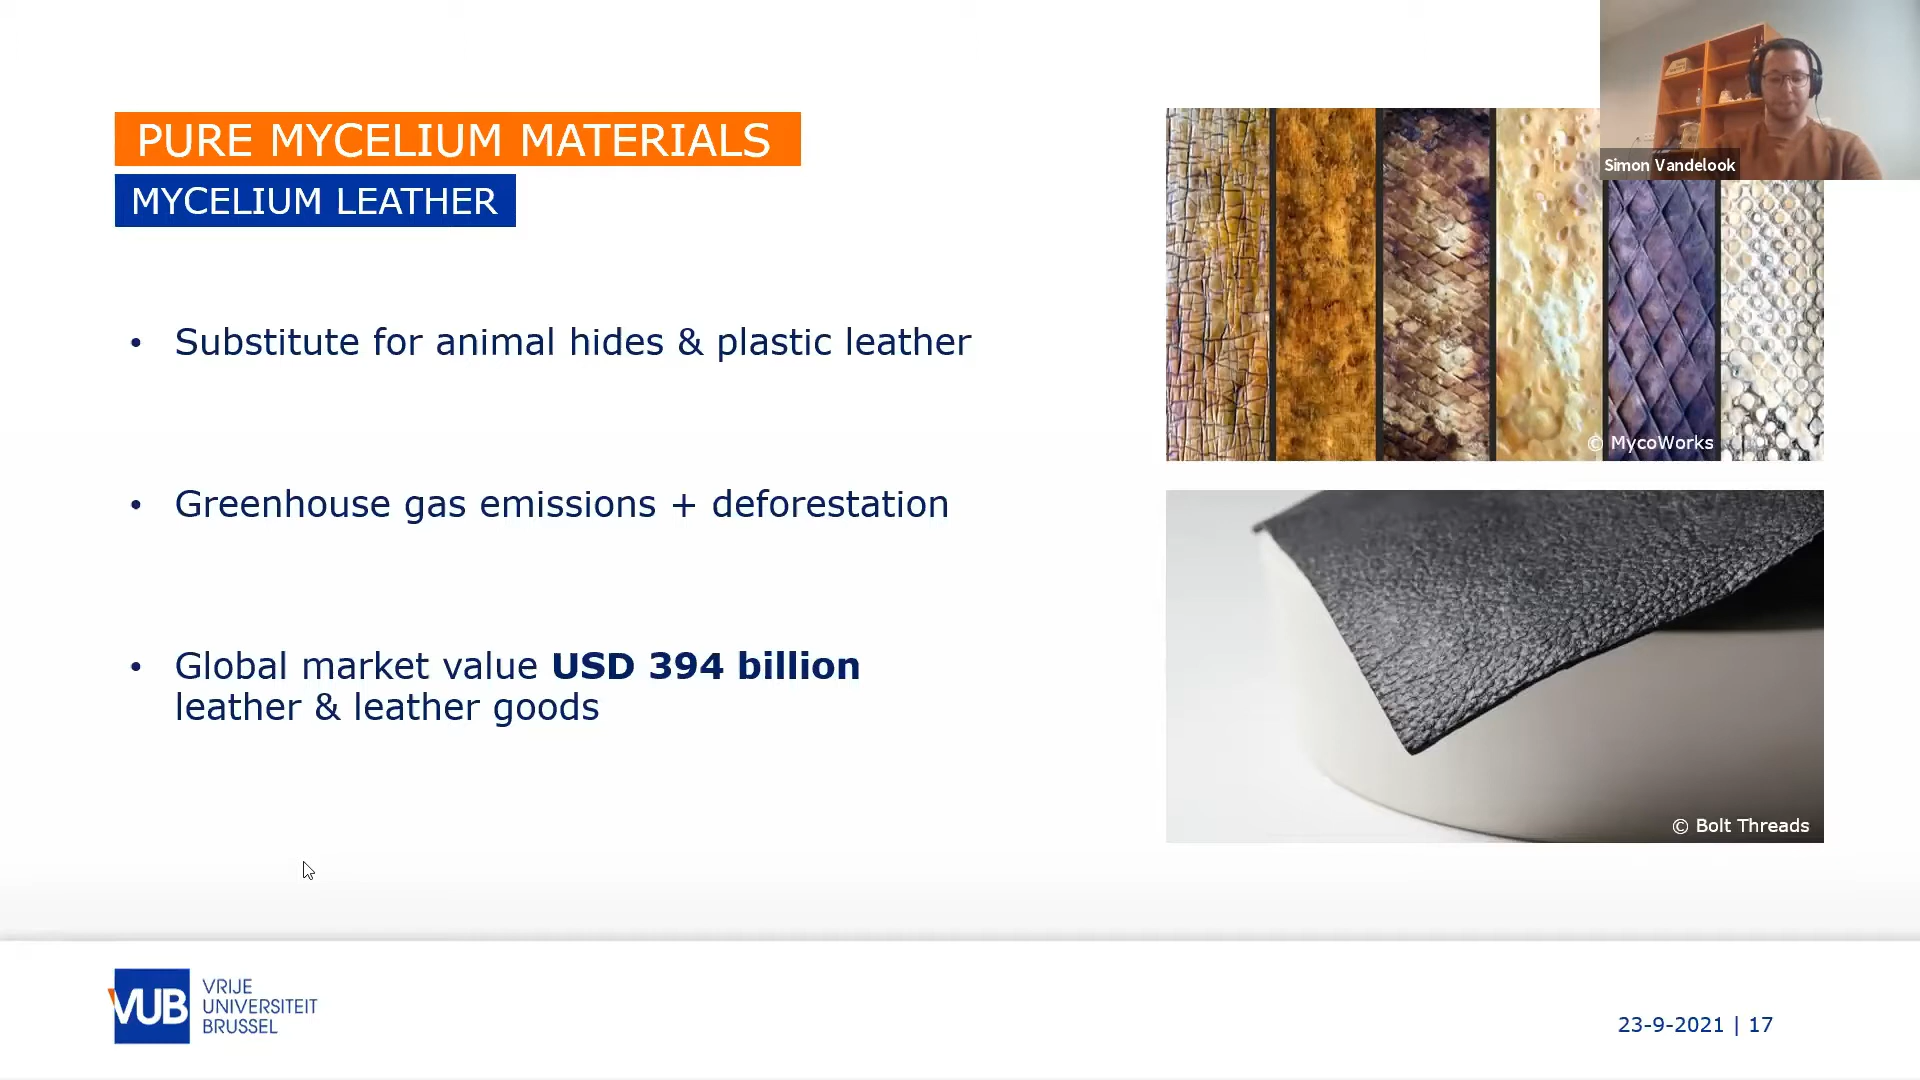 PURE MYCELIUM MATERIALS
MYCELIUM LEATHER
• Substitute for animal hides & plastic leather
• Greenhouse gas emissions + deforestation
• Global market value USD 394 billion
leather & leather goods
Simon Vandelook
© MycoWorks
© Bolt Threads
VUB
VRIJE
UNIVERSITEIT
BRUSSEL
23-9-2021 | 17